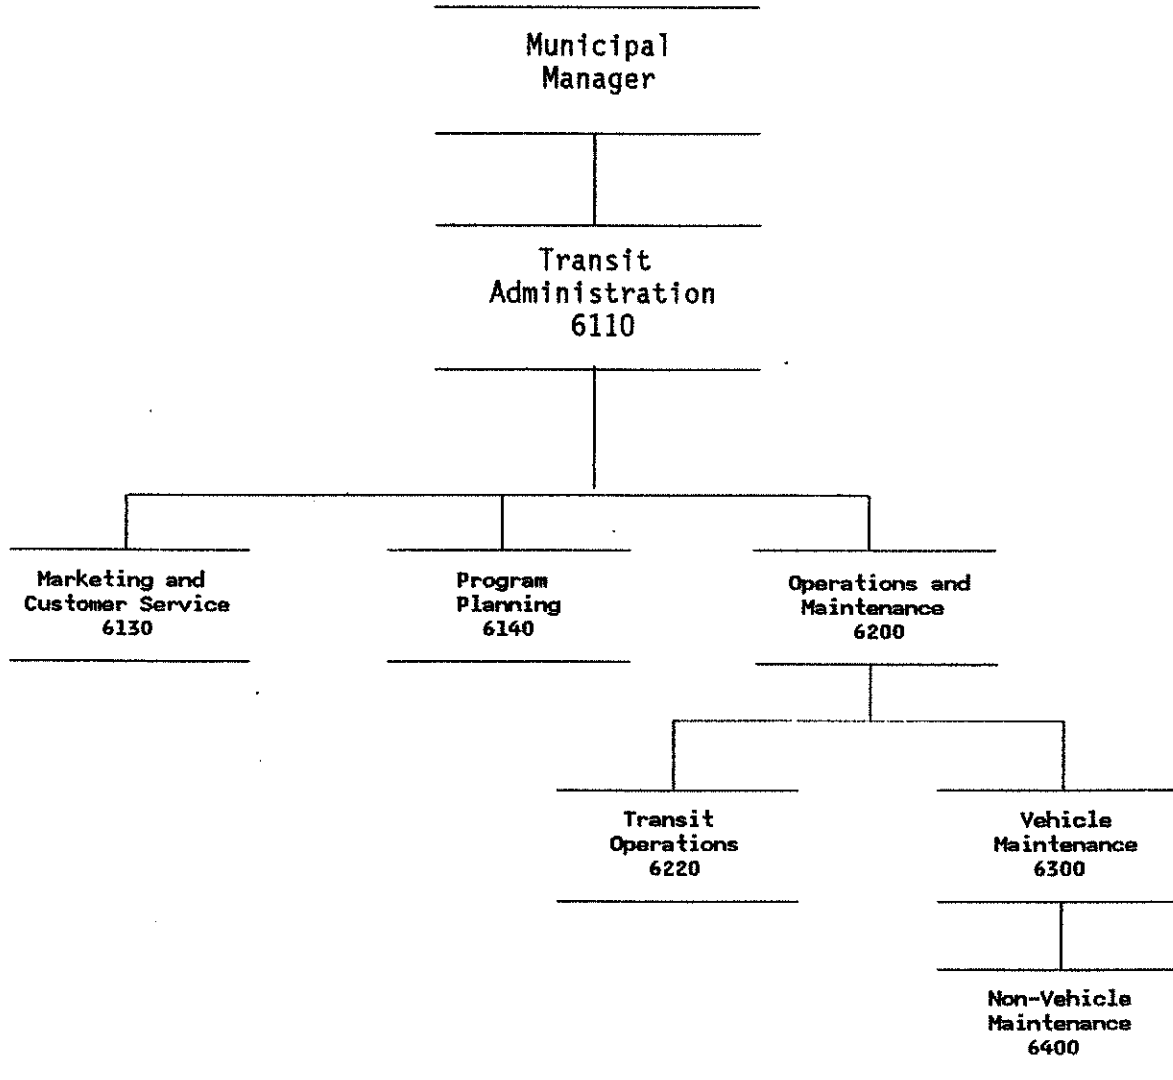 Municipal
Manager
Transit
Administration
6110
Marketing and
Customer Service
6130
Program
Planning
6140
Operations and
Maintenance
6200
Transit
Operations
6220
Vehicle
Maintenance
6300
Non-Vehicle
Maintenance
6400